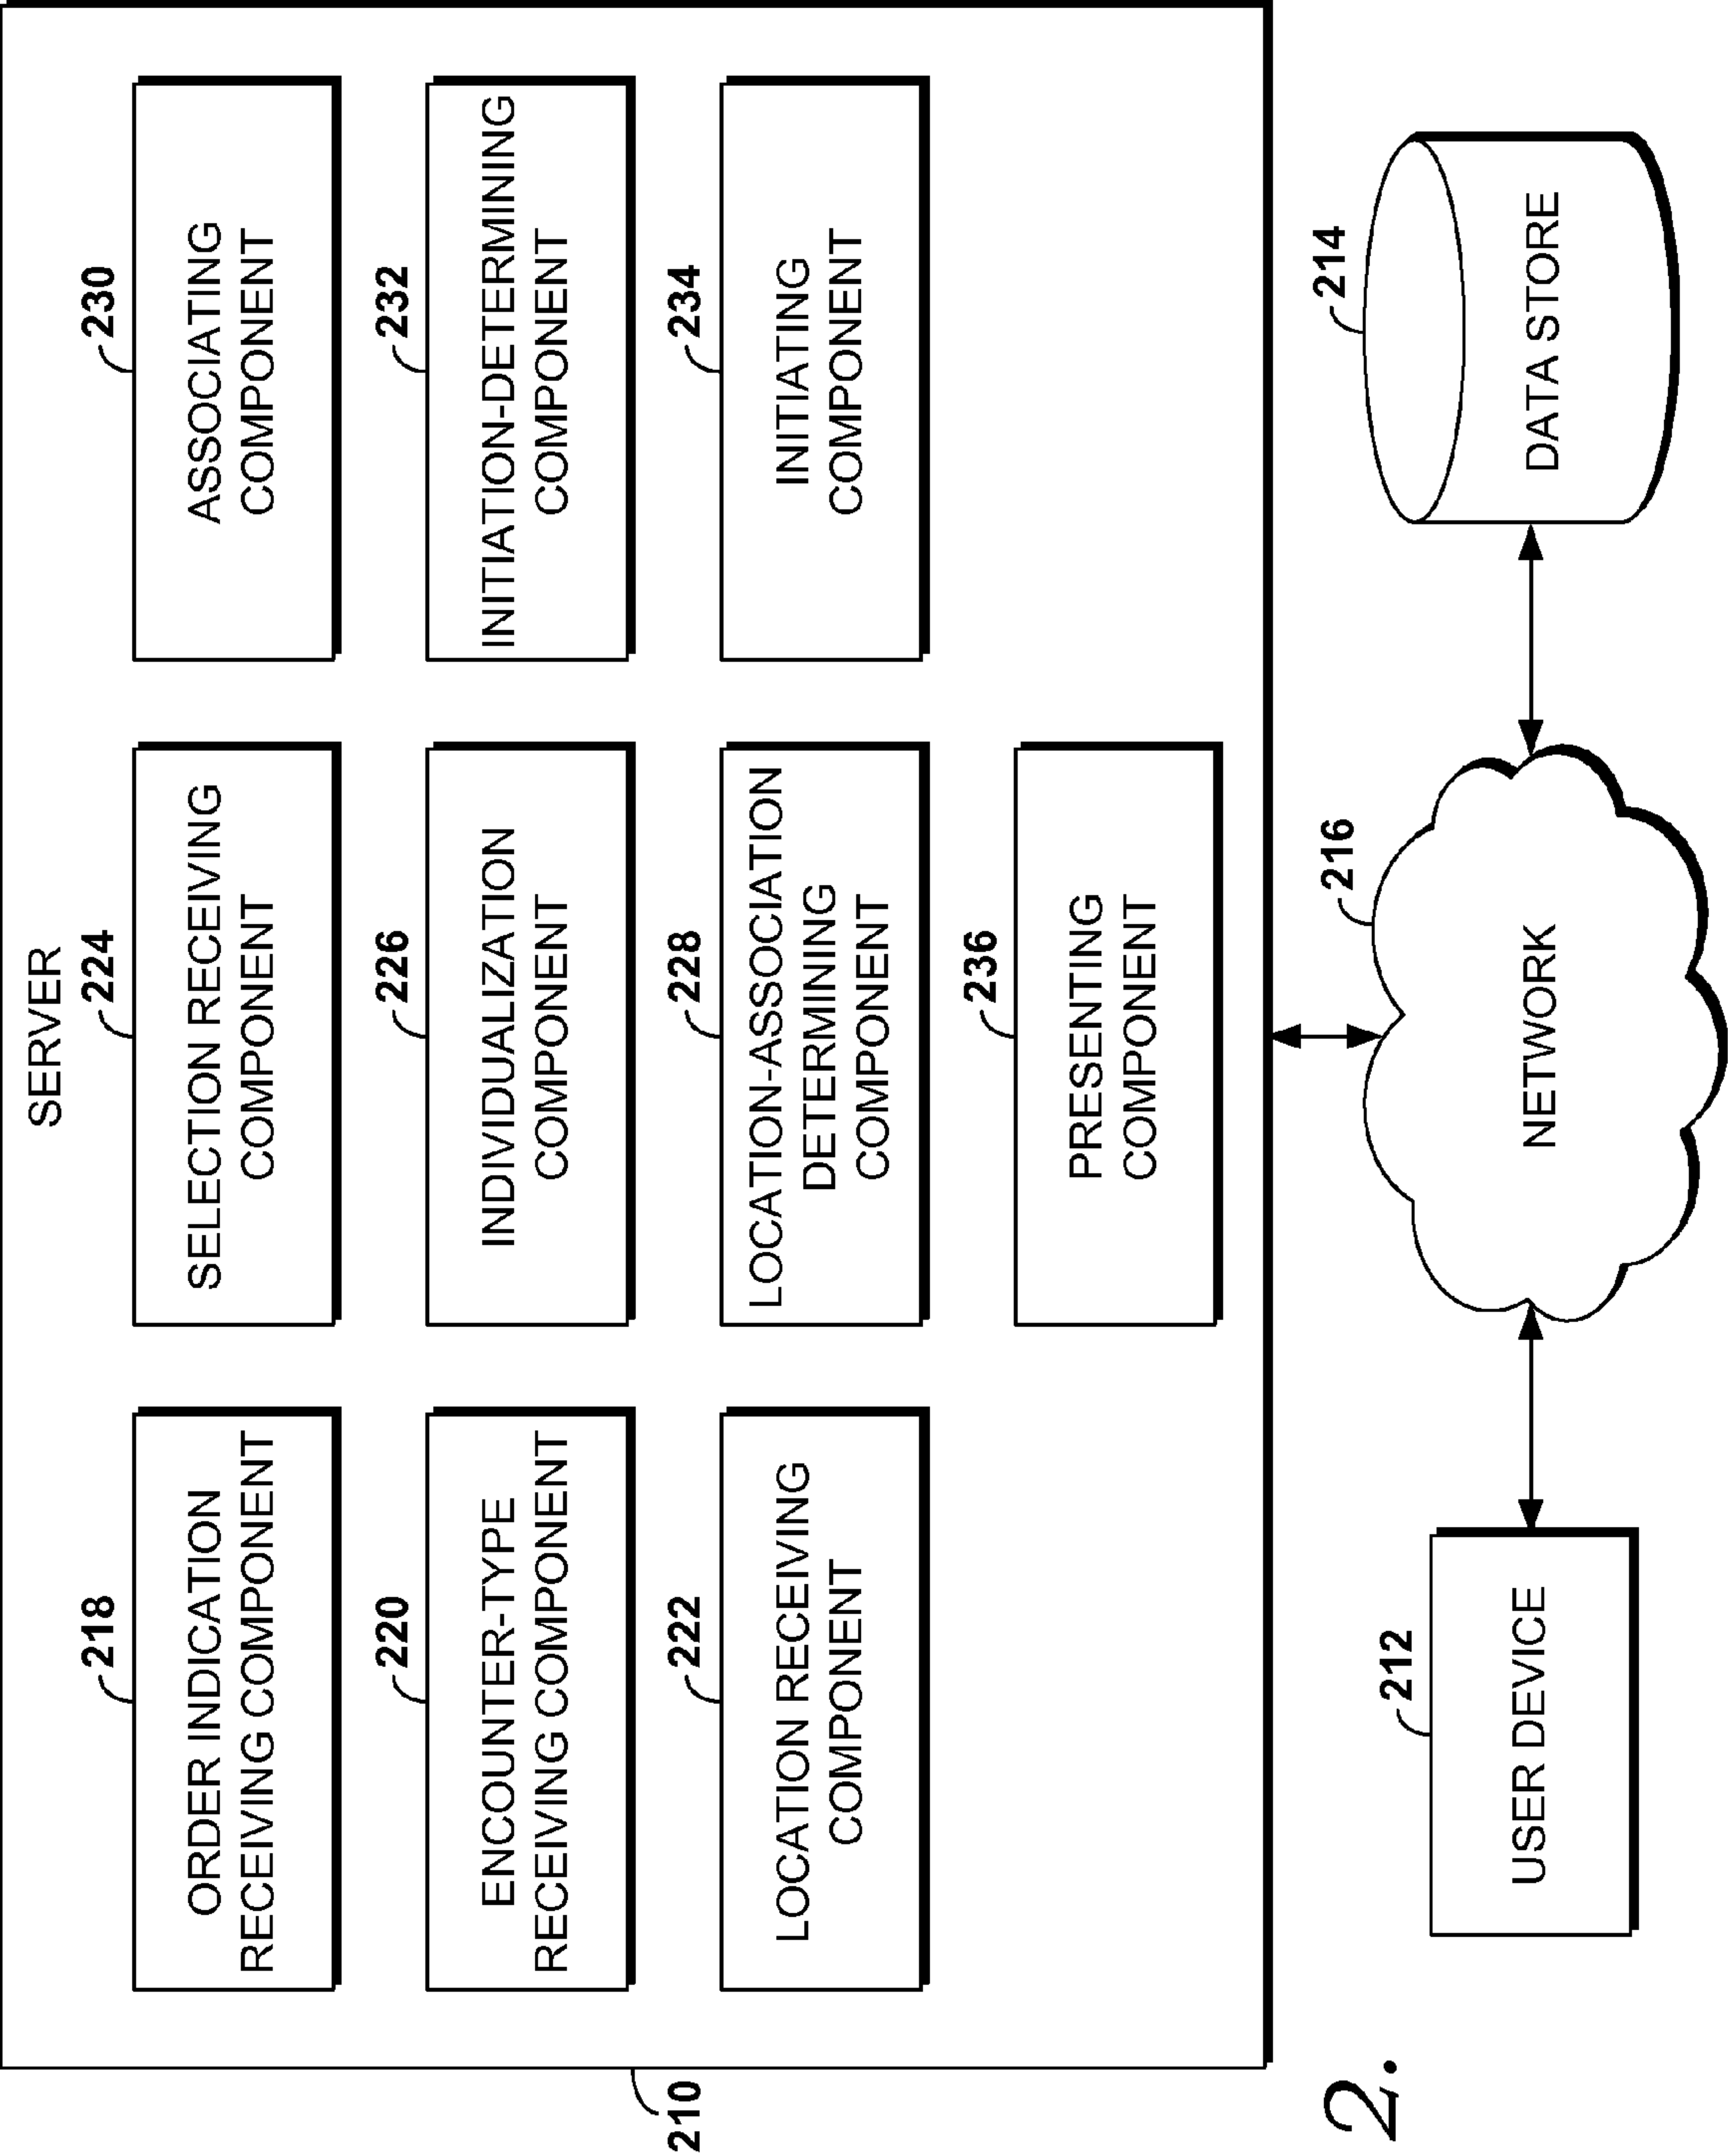 SERVER
218
ORDER INDICATION
RECEIVING COMPONENT
224
SELECTION RECEIVING
COMPONENT
230
ASSOCIATING
COMPONENT
220
ENCOUNTER-TYPE
RECEIVING COMPONENT
226
INDIVIDUALIZATION
COMPONENT
232
INITIATION-DETERMINING
COMPONENT
222
LOCATION RECEIVING
COMPONENT
228
LOCATION-ASSOCIATION
DETERMINING
COMPONENT
234
INITIATING
COMPONENT
210
236
PRESENTING
COMPONENT
212
USER DEVICE
216
NETWORK
214
DATA STORE
2.